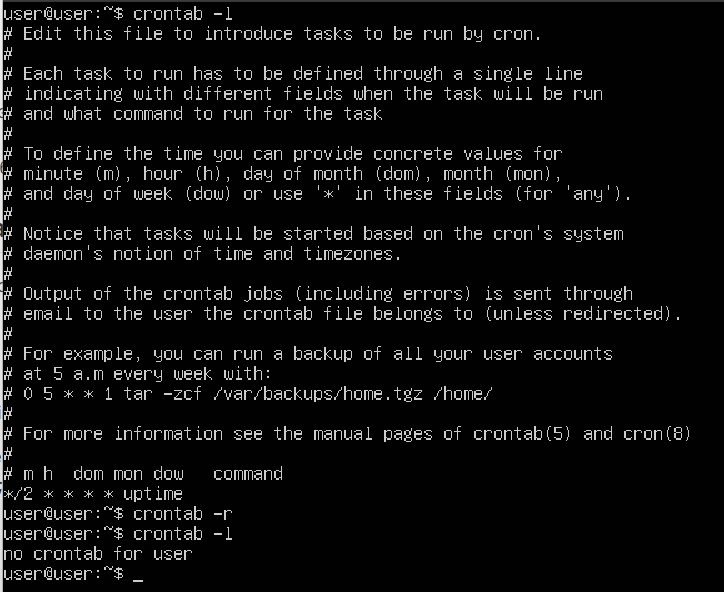 user@user:~$ crontab -l
# Edit this file to introduce tasks to be run by cron.
#
# Each task to run has to be defined through a single line
# indicating with different fields when the task will be run
# and what command to run for the task
#
# To define the time you can provide concrete values for
# minute (m), hour (h), day of month (dom), month (mon),
# and day of week (dow) or use '*' in these fields (for 'any').
#
# Notice that tasks will be started based on the cron's system
# daemon's notion of time and timezones.
#
# Output of the crontab jobs (including errors) is sent through
# email to the user the crontab file belongs to (unless redirected).
#
# For example, you can run a backup of all your user accounts
# at 5 a.m every week with:
# 0 5 * * 1 tar -zcf /var/backups/home.tgz /home/
#
# For more information see the manual pages of crontab(5) and cron(8)
#
# m h  dom mon dow   command
*/2 * * * * uptime
user@user:~$ crontab -r
user@user:~$ crontab -l
no crontab for user
user@user:~$ _